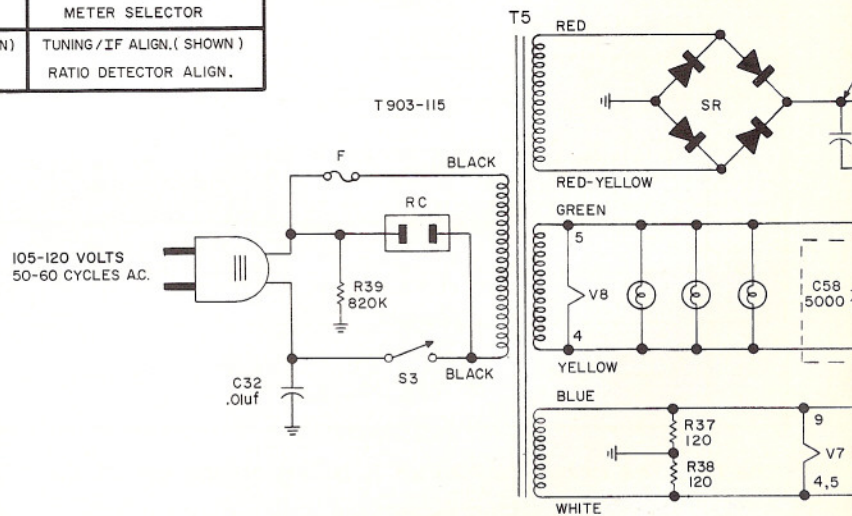 METER SELECTOR
N) TUNING/IF ALIGN.( SHOWN )
RATIO DETECTOR ALIGN.
T5
RED
T903-115
SR
F
BLACK
RED-YELLOW
RC
GREEN
5
105-120 VOLTS
50-60 CYCLES A.C.
R39
820K
V8
C58
5000
4
S3
BLACK
YELLOW
C32
.01uf
BLUE
9
R37
120
V7
R38
120
4,5
WHITE